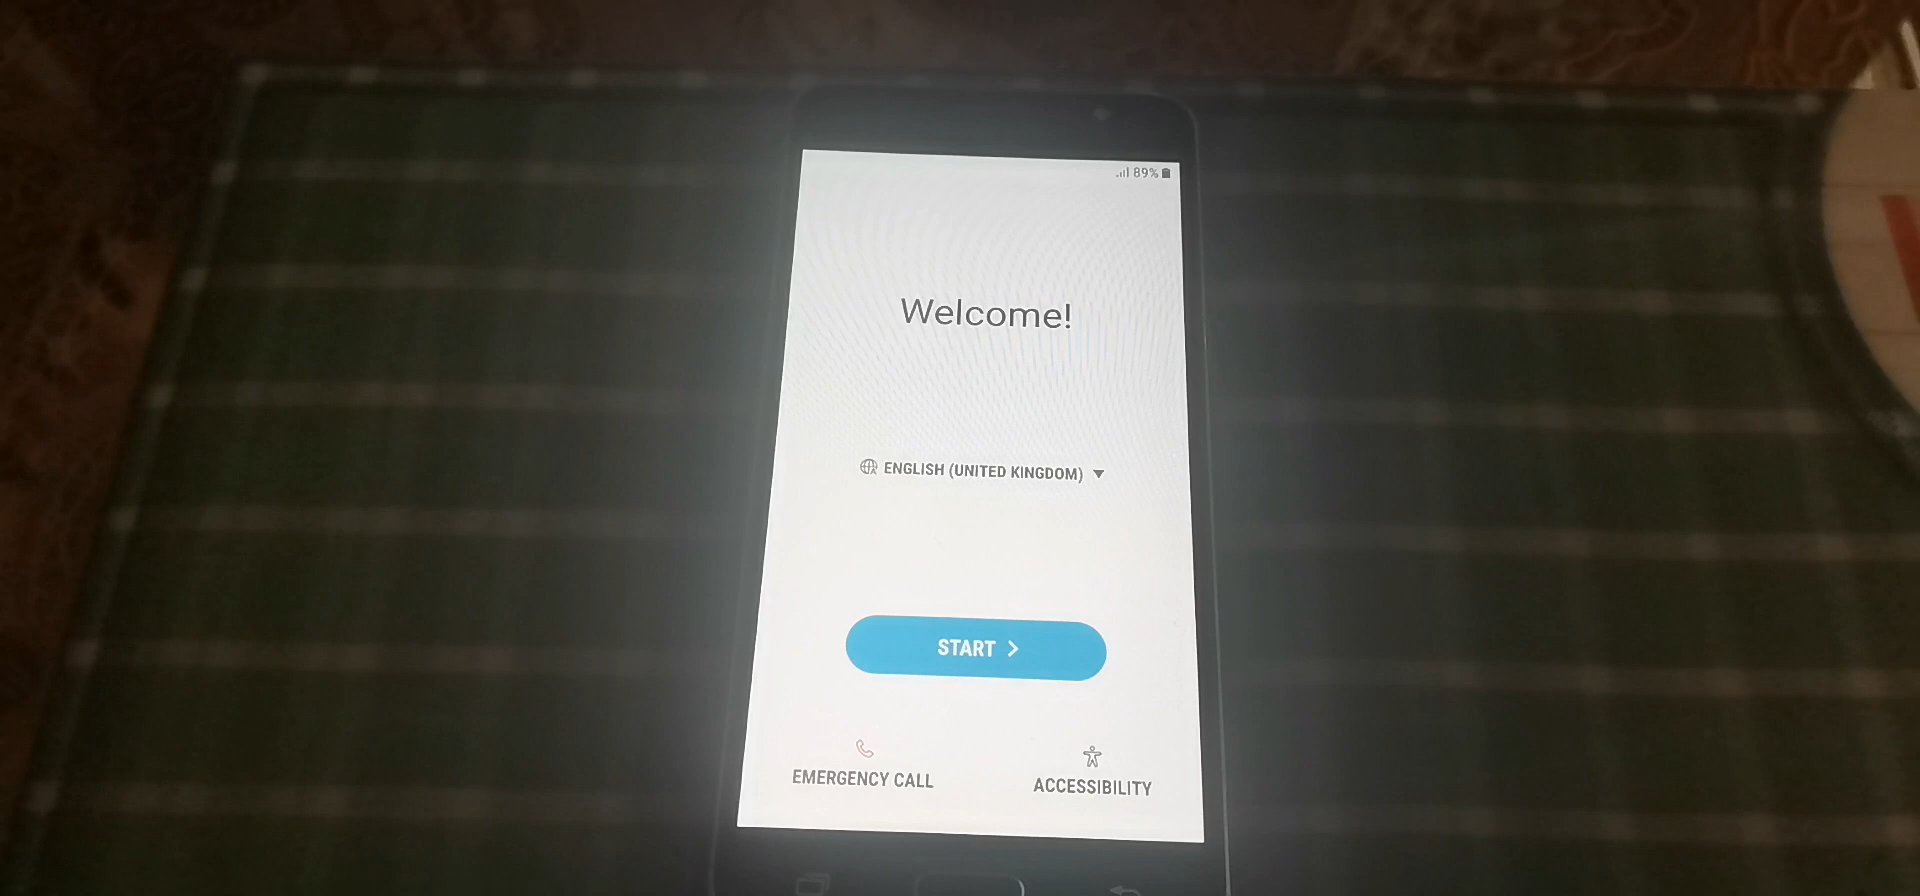 89%
Welcome!
ENGLISH (UNITED KINGDOM)
START
EMERGENCY CALL
ACCESSIBILITY